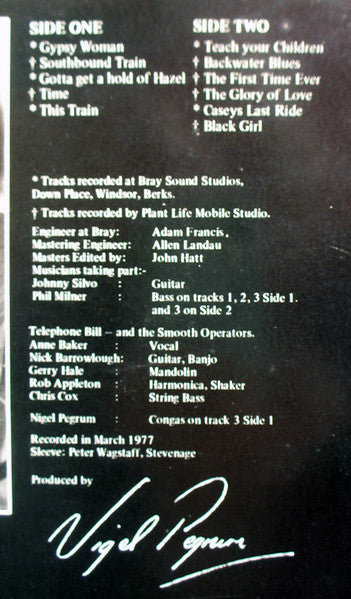 SIDE ONE
* Gypsy Woman
† Southbound Train
* Gotta get a hold of Hazel
† Time
* This Train
SIDE TWO
* Teach your Children
† Backwater Blues
† The First Time Ever
† The Glory of Love
* Caseys Last Ride
† Black Girl
* Tracks recorded at Bray Sound Studios,
Down Place, Windsor, Berks.
† Tracks recorded by Plant Life Mobile Studio.
Engineer at Bray: Adam Francis
Mastering Engineer: Allen Landau
Masters Edited by: John Hatt
Musicians taking part:-
Johnny Silvo : Guitar
Phil Milner : Bass on tracks 1, 2, 3 Side 1.
and 3 on Side 2
Telephone Bill – and the Smooth Operators.
Anne Baker : Vocal
Nick Barrowlough: Guitar, Banjo
Gerry Hale : Mandolin
Rob Appleton : Harmonica, Shaker
Chris Cox : String Bass
Nigel Pegrum : Congas on track 3 Side 1
Recorded in March 1977
Sleeve: Peter Wagstaff, Stevenage
Produced by
Nigel Pegrum